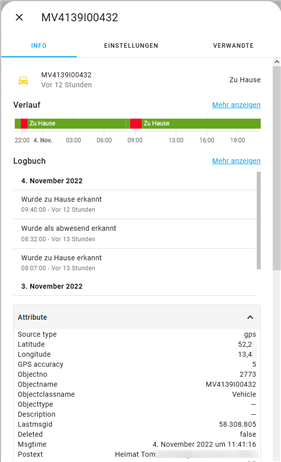 MV4139I00432
INFO
EINSTELLUNGEN
VERWANDTE
MV4139I00432
Vor 12 Stunden
Zu Hause
Verlauf
Mehr anzeigen
Zu Hause
Zu Hause
22:00 4. Nov. 03:00 06:00 09:00 13:00 16:00 19:00
Logbuch
Mehr anzeigen
4. November 2022
Wurde zu Hause erkannt
09:40:00 - Vor 12 Stunden
Wurde als abwesend erkannt
08:32:00 - Vor 13 Stunden
Wurde zu Hause erkannt
08:07:00 - Vor 13 Stunden
3. November 2022
Attribute
Source type gps
Latitude 52,2
Longitude 13,4
GPS accuracy 5
Objectno 2773
Objectname MV4139I00432
Objectclassname Vehicle
Objecttype —
Description —
Lastmsgid 58.308.805
Deleted false
Msgtime 4. November 2022 um 11:41:16
Postext Heimat Tom